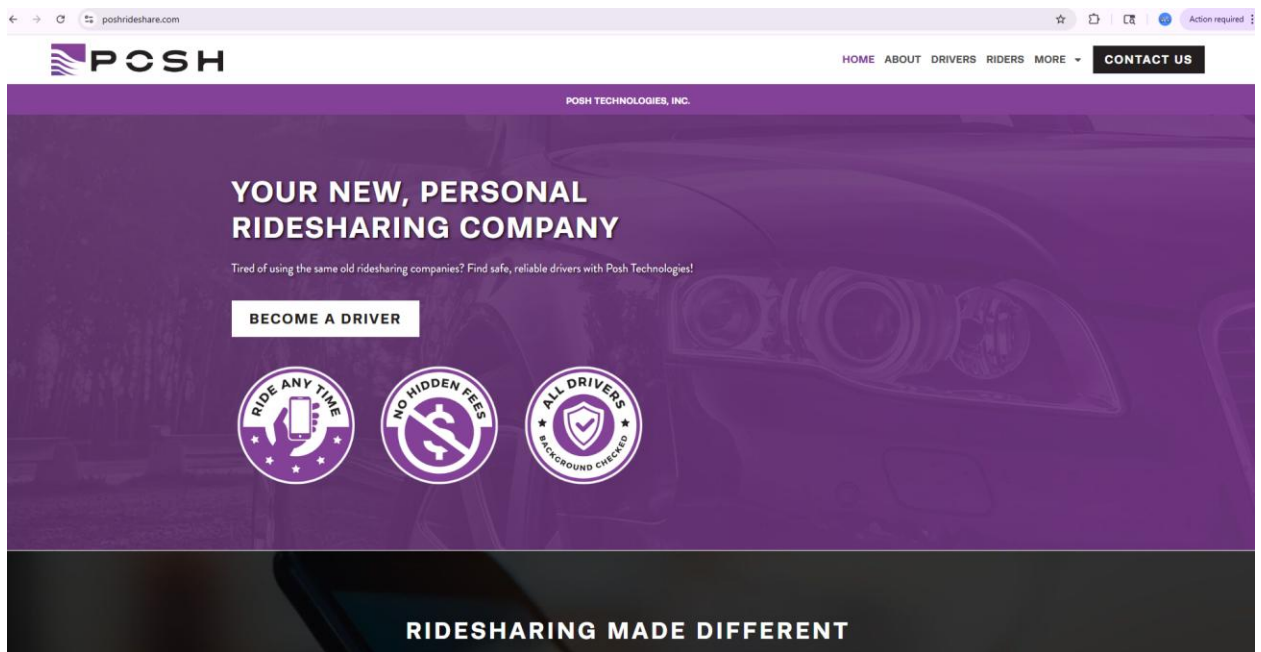 poshrideshare.com
Action required
POSH
HOME ABOUT DRIVERS RIDERS MORE CONTACT US
POSH TECHNOLOGIES, INC.
YOUR NEW, PERSONAL
RIDESHARING COMPANY
Tired of using the same old ridesharing companies? Find safe, reliable drivers with Posh Technologies!
BECOME A DRIVER
RIDE ANY TIME
NO HIDDEN FEES
ALL DRIVERS
BACKGROUND CHECKED
RIDESHARING MADE DIFFERENT